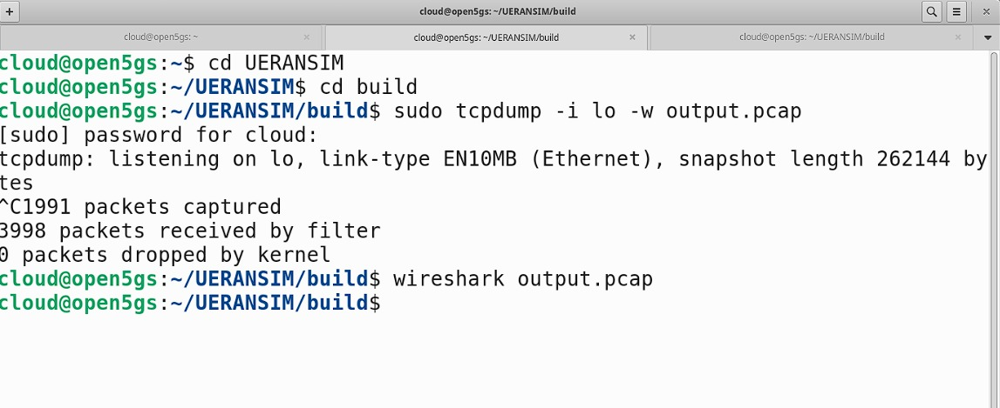 cloud@open5gs: ~/UERANSIM/build
cloud@open5gs: ~
cloud@open5gs: ~/UERANSIM/build
cloud@open5gs: ~/UERANSIM/build
cloud@open5gs:~$ cd UERANSIM
cloud@open5gs:~/UERANSIM$ cd build
cloud@open5gs:~/UERANSIM/build$ sudo tcpdump -i lo -w output.pcap
[sudo] password for cloud:
tcpdump: listening on lo, link-type EN10MB (Ethernet), snapshot length 262144 by
tes
^C1991 packets captured
3998 packets received by filter
0 packets dropped by kernel
cloud@open5gs:~/UERANSIM/build$ wireshark output.pcap
cloud@open5gs:~/UERANSIM/build$